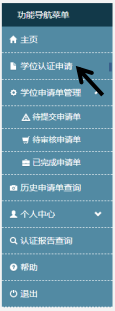 功能导航菜单
主页
学位认证申请
学位申请单管理
待提交申请单
待审核申请单
已完成申请单
历史申请单查询
个人中心
认证报告查询
帮助
退出